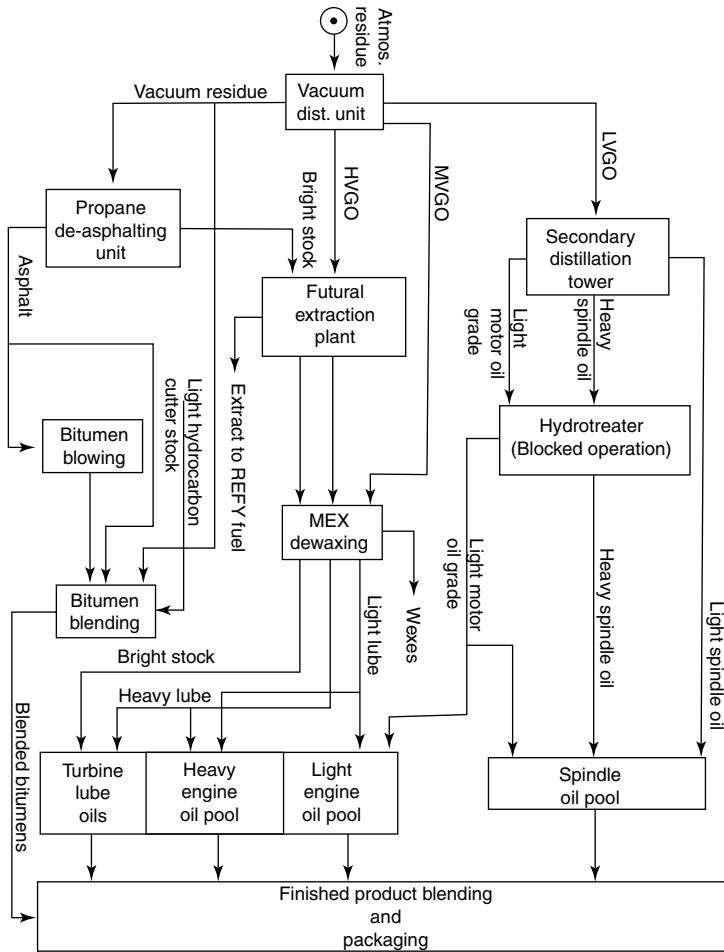 Atmos.
residue
Vacuum
dist. unit
Vacuum residue
HVGO
Bright stock
MVGO
LVGO
Propane
de-asphalting
unit
Secondary
distillation
tower
Asphalt
Futural
extraction
plant
Light
motor oil
grade
Heavy
spindle oil
Light hydrocarbon
cutter stock
Extract to REFY fuel
Hydrotreater
(Blocked operation)
Bitumen
blowing
MEX
dewaxing
Light motor
oil grade
Heavy spindle oil
Light spindle oil
Wexes
Light lube
Bitumen
blending
Bright stock
Heavy lube
Blended bitumens
Turbine
lube
oils
Heavy
engine
oil pool
Light
engine
oil pool
Spindle
oil pool
Finished product blending
and
packaging